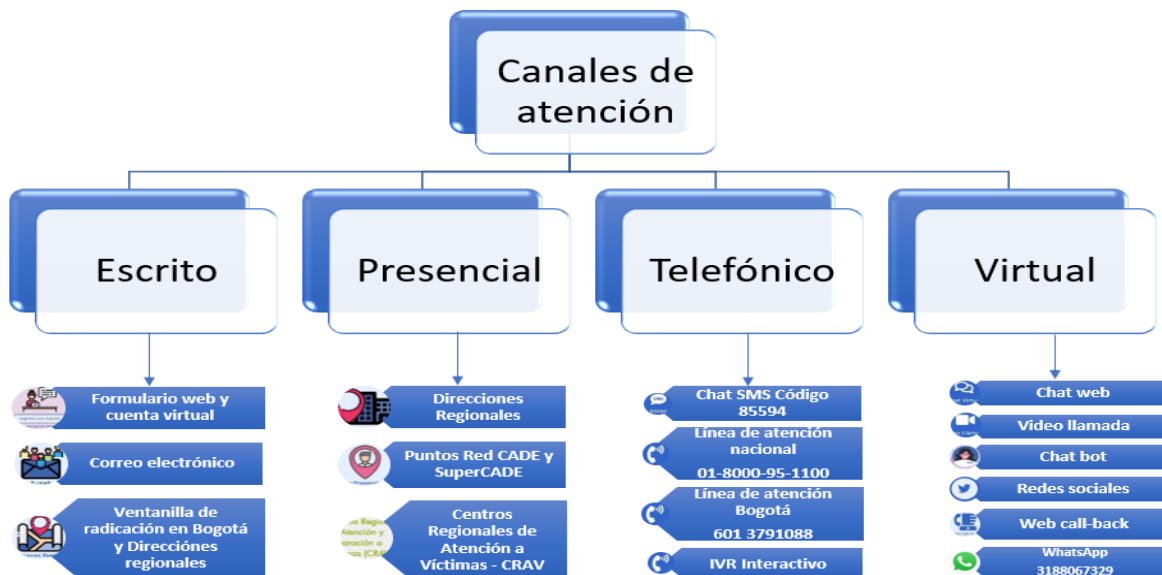 Canales de
atención
Escrito
Presencial
Telefónico
Virtual
Formulario web y
cuenta virtual
Correo electrónico
Ventanilla de
radicación en Bogotá
y Direcciónes
regionales
Direcciones
Regionales
Puntos Red CADE y
SuperCADE
Centros
Regionales de
Atención a
Víctimas - CRAV
Chat SMS Código
85594
Línea de atención
nacional
01-8000-95-1100
Línea de atención
Bogotá
601 3791088
IVR Interactivo
Chat web
Video llamada
Chat bot
Redes sociales
Web call-back
WhatsApp
3188067329